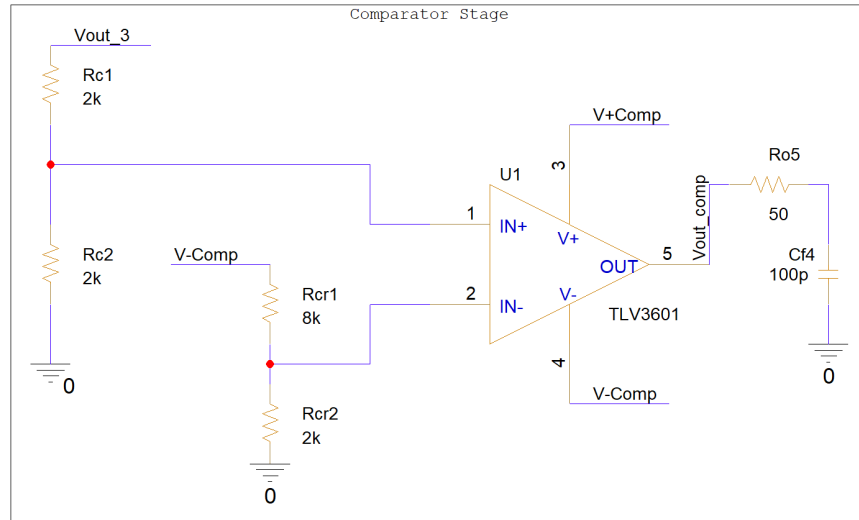 Comparator Stage
Vout_3
Rc1
2k
V+Comp
3
U1
Ro5
50
1
IN+
V+
Vout_comp
Rc2
2k
V-Comp
Cf4
100p
5
OUT
Rcr1
8k
2
IN-
V-
TLV3601
4
V-Comp
0
0
Rcr2
2k
0